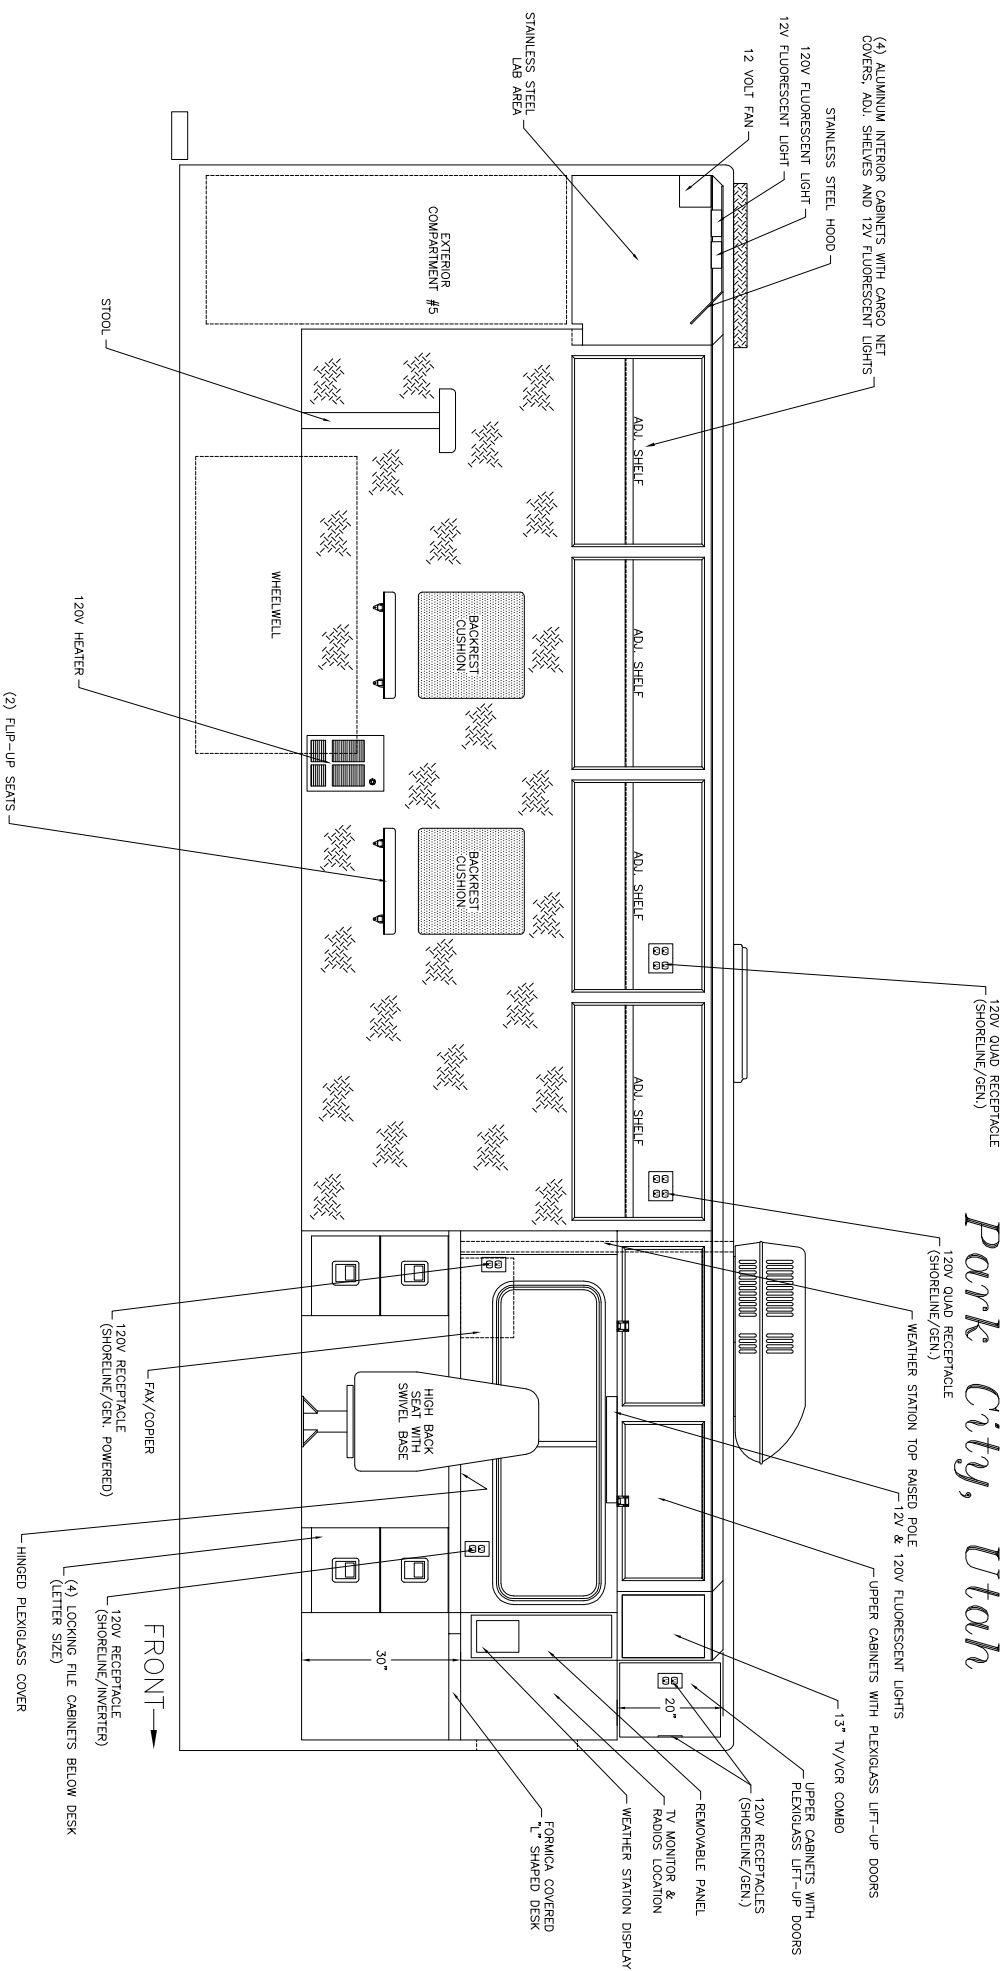 Park City, Utah
(4) ALUMINUM INTERIOR CABINETS WITH CARGO NET
COVERS, ADJ. SHELVES AND 12V FLUORESCENT LIGHTS
STAINLESS STEEL HOOD
120V FLUORESCENT LIGHT
12V FLUORESCENT LIGHT
12 VOLT FAN
STAINLESS STEEL
LAB AREA
120V QUAD RECEPTACLE
(SHORELINE/GEN.)
120V QUAD RECEPTACLE
(SHORELINE/GEN.)
WEATHER STATION TOP RAISED POLE
12V & 120V FLUORESCENT LIGHTS
UPPER CABINETS WITH PLEXIGLASS LIFT-UP DOORS
13" TV/VCR COMBO
UPPER CABINETS WITH
PLEXIGLASS LIFT-UP DOORS
120V RECEPTACLES
(SHORELINE/GEN.)
REMOVABLE PANEL
TV MONITOR &
RADIOS LOCATION
WEATHER STATION DISPLAY
FORMICA COVERED
"L" SHAPED DESK
ADJ. SHELF
ADJ. SHELF
ADJ. SHELF
ADJ. SHELF
20"
EXTERIOR
COMPARTMENT #5
BACKREST
CUSHION
BACKREST
CUSHION
HIGH BACK
SEAT WITH
SWIVEL BASE
30"
WHEELWELL
STOOL
120V HEATER
(2) FLIP-UP SEATS
FAX/COPIER
120V RECEPTACLE
(SHORELINE/GEN. POWERED)
FRONT
120V RECEPTACLE
(SHORELINE/INVERTER)
(4) LOCKING FILE CABINETS BELOW DESK
(LETTER SIZE)
HINGED PLEXIGLASS COVER